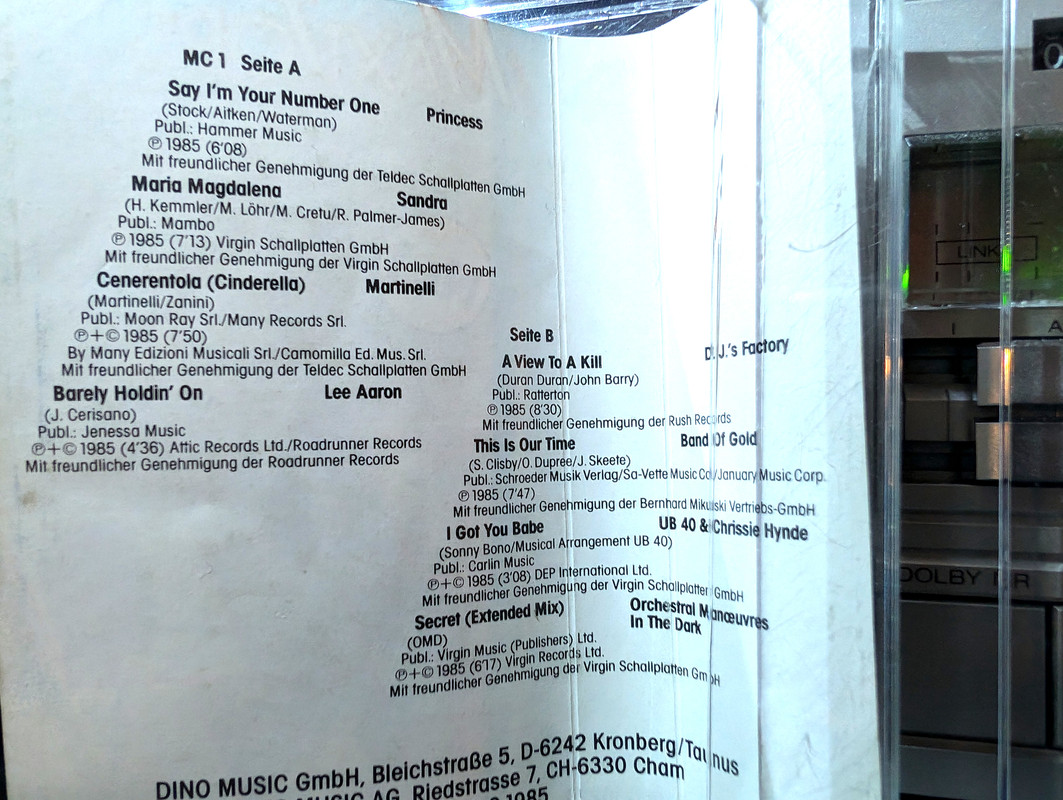 MC 1 Seite A
Say I'm Your Number One Princess
(Stock/Aitken/Waterman)
Publ.: Hammer Music
℗ 1985 (6'08)
Mit freundlicher Genehmigung der Teldec Schallplatten GmbH
Maria Magdalena Sandra
(H. Kemmler/M. Löhr/M. Cretu/R. Palmer-James)
Publ.: Mambo
℗ 1985 (7'13) Virgin Schallplatten GmbH
Mit freundlicher Genehmigung der Virgin Schallplatten GmbH
Cenerentola (Cinderella) Martinelli
(Martinelli/Zanini)
Publ.: Moon Ray Srl./Many Records Srl.
℗+© 1985 (7'50)
By Many Edizioni Musicali Srl./Camomilla Ed. Mus. Srl.
Mit freundlicher Genehmigung der Teldec Schallplatten GmbH
Barely Holdin' On Lee Aaron
(J. Cerisano)
Publ.: Jenessa Music
℗+© 1985 (4'36) Attic Records Ltd./Roadrunner Records
Mit freundlicher Genehmigung der Roadrunner Records
Seite B
A View To A Kill D.J.'s Factory
(Duran Duran/John Barry)
Publ.: Ratterton
℗ 1985 (8'30)
Mit freundlicher Genehmigung der Rush Records
This Is Our Time Band Of Gold
(S. Clisby/O. Dupree/J. Skeete)
Publ.: Schroeder Musik Verlag/Sa-Vette Music Co/January Music Corp.
℗ 1985 (7'47)
Mit freundlicher Genehmigung der Bernhard Mikulski Vertriebs-GmbH
I Got You Babe UB 40 & Chrissie Hynde
(Sonny Bono/Musical Arrangement UB 40)
Publ.: Carlin Music
℗+© 1985 (3'08) DEP International Ltd.
Mit freundlicher Genehmigung der Virgin Schallplatten GmbH
Secret (Extended Mix) Orchestral Manœuvres
In The Dark
(OMD)
Publ.: Virgin Music (Publishers) Ltd.
℗+© 1985 (6'17) Virgin Records Ltd.
Mit freundlicher Genehmigung der Virgin Schallplatten GmbH
DINO MUSIC GmbH, Bleichstraße 5, D-6242 Kronberg/Taunus
MUSIC AG, Riedstrasse 7, CH-6330 Cham
1985
LINK
DOLBY NR